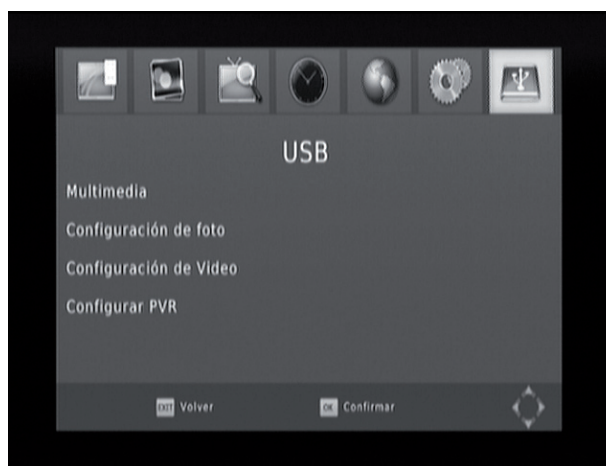 USB
Multimedia
Configuración de foto
Configuración de Video
Configurar PVR
EXIT Volver OK Confirmar